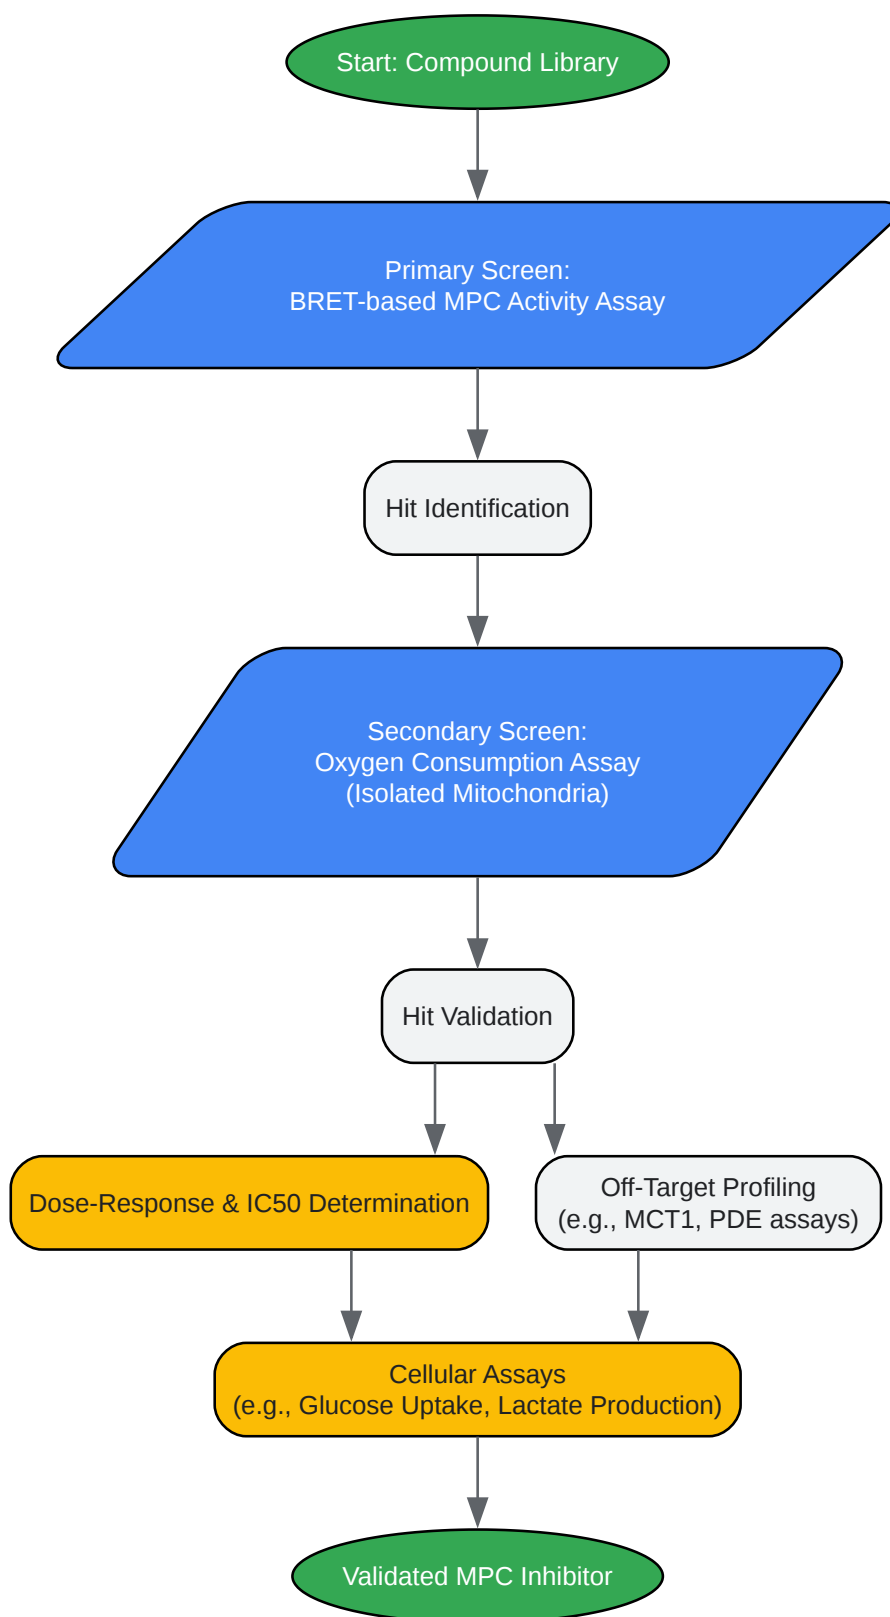 Start: Compound Library
Primary Screen:
BRET-based MPC Activity Assay
Hit Identification
Secondary Screen:
Oxygen Consumption Assay
(Isolated Mitochondria)
Hit Validation
Dose-Response & IC50 Determination
Off-Target Profiling
(e.g., MCT1, PDE assays)
Cellular Assays
(e.g., Glucose Uptake, Lactate Production)
Validated MPC Inhibitor